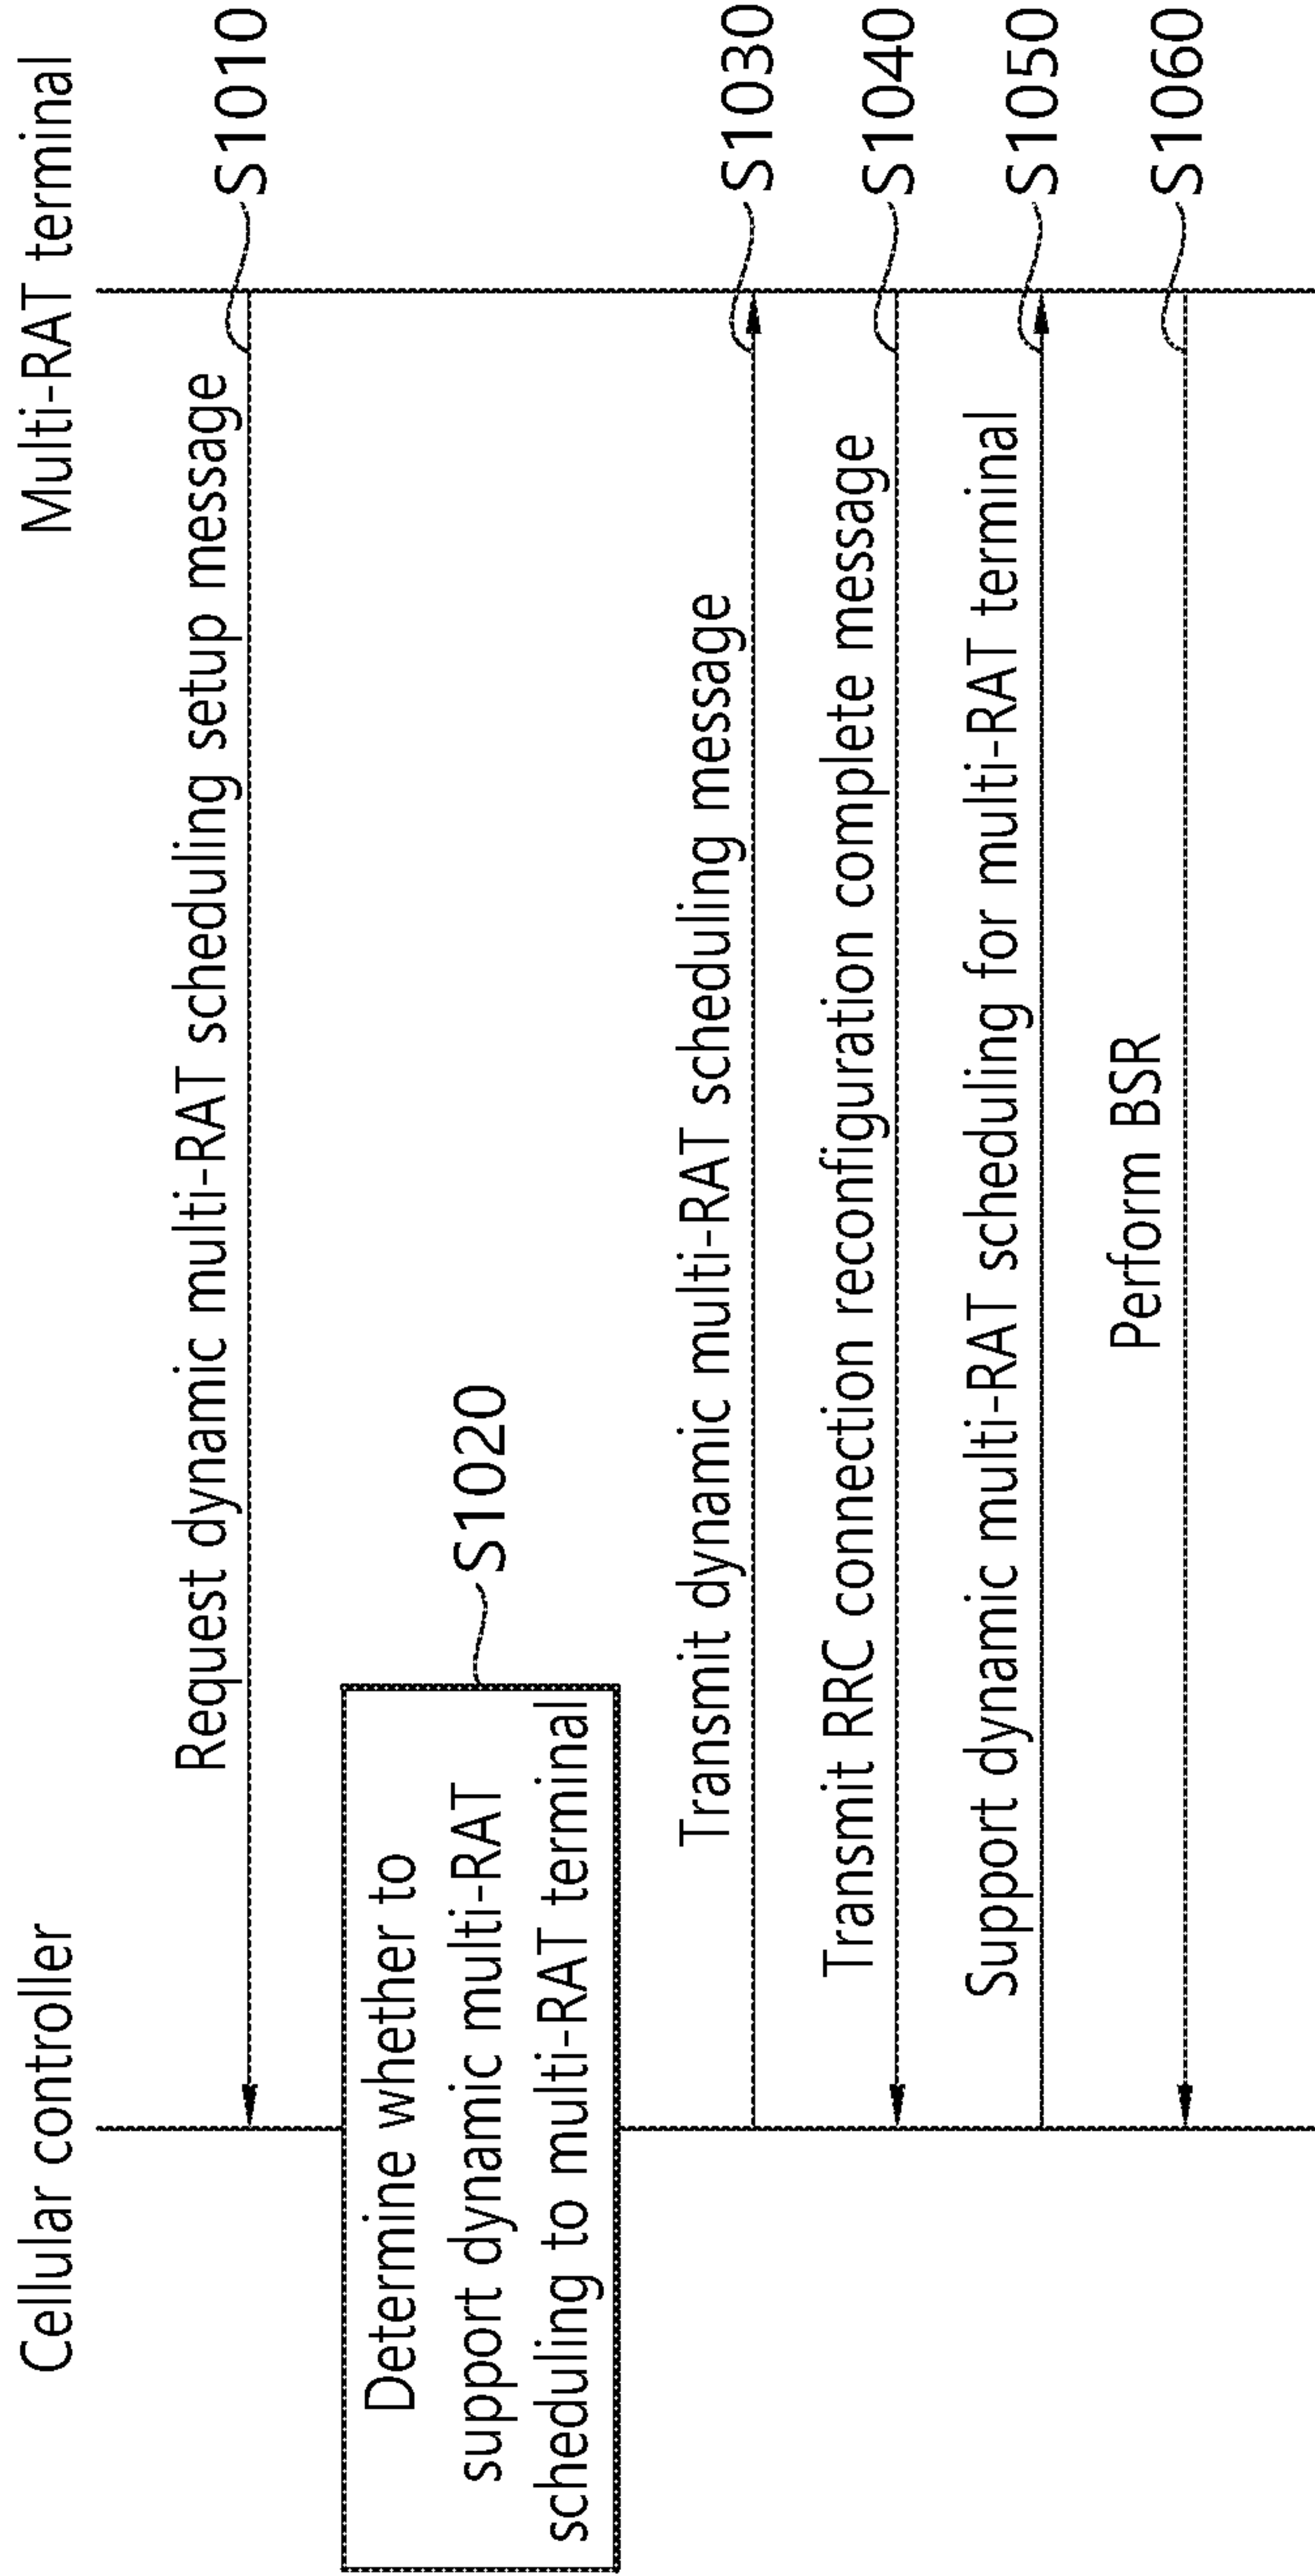 Cellular controller
Multi-RAT terminal
Request dynamic multi-RAT scheduling setup message
S1010
Determine whether to
support dynamic multi-RAT
scheduling to multi-RAT terminal
S1020
Transmit dynamic multi-RAT scheduling message
S1030
Transmit RRC connection reconfiguration complete message
S1040
Support dynamic multi-RAT scheduling for multi-RAT terminal
S1050
Perform BSR
S1060